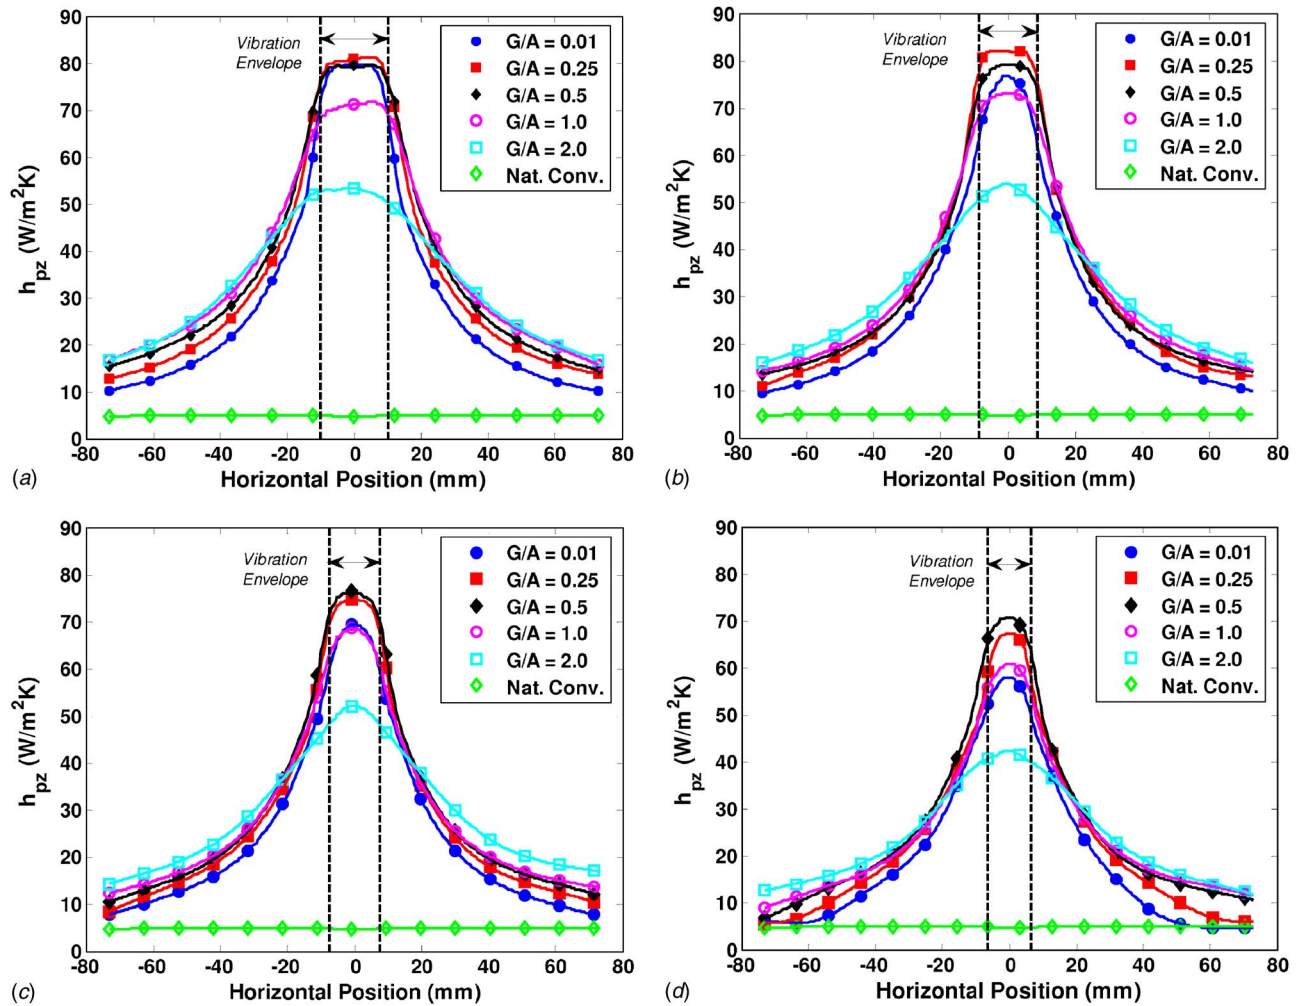 90
80
70
60
50
40
30
20
10
0
h_pz (W/m²K)
Vibration
Envelope
G/A = 0.01
G/A = 0.25
G/A = 0.5
G/A = 1.0
G/A = 2.0
Nat. Conv.
-80 -60 -40 -20 0 20 40 60 80
Horizontal Position (mm)
(a)
90
80
70
60
50
40
30
20
10
0
h_pz (W/m²K)
Vibration
Envelope
G/A = 0.01
G/A = 0.25
G/A = 0.5
G/A = 1.0
G/A = 2.0
Nat. Conv.
-80 -60 -40 -20 0 20 40 60 80
Horizontal Position (mm)
(b)
90
80
70
60
50
40
30
20
10
0
h_pz (W/m²K)
Vibration
Envelope
G/A = 0.01
G/A = 0.25
G/A = 0.5
G/A = 1.0
G/A = 2.0
Nat. Conv.
-80 -60 -40 -20 0 20 40 60 80
Horizontal Position (mm)
(c)
90
80
70
60
50
40
30
20
10
0
h_pz (W/m²K)
Vibration
Envelope
G/A = 0.01
G/A = 0.25
G/A = 0.5
G/A = 1.0
G/A = 2.0
Nat. Conv.
-80 -60 -40 -20 0 20 40 60 80
Horizontal Position (mm)
(d)